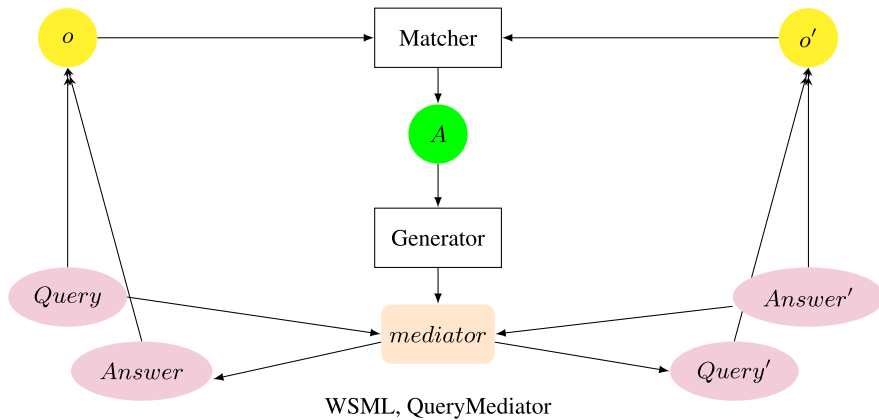 o
Matcher
o′
A
Generator
Query
Answer′
mediator
Answer
Query′
WSML, QueryMediator